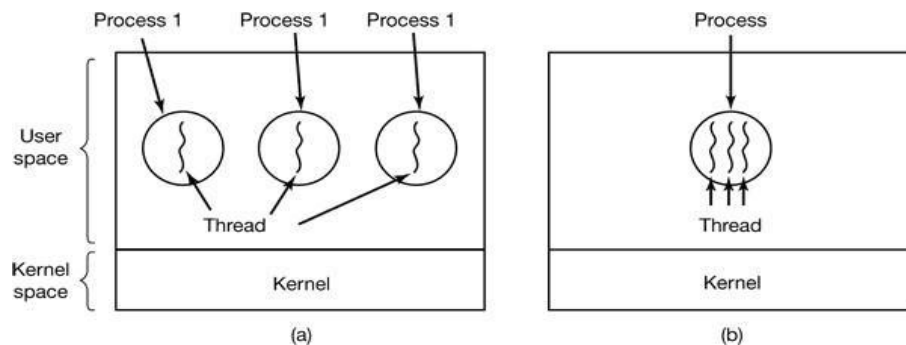 Process 1 Process 1 Process 1
User
space
Thread
Kernel
space
Kernel
(a)
Process
Thread
Kernel
(b)